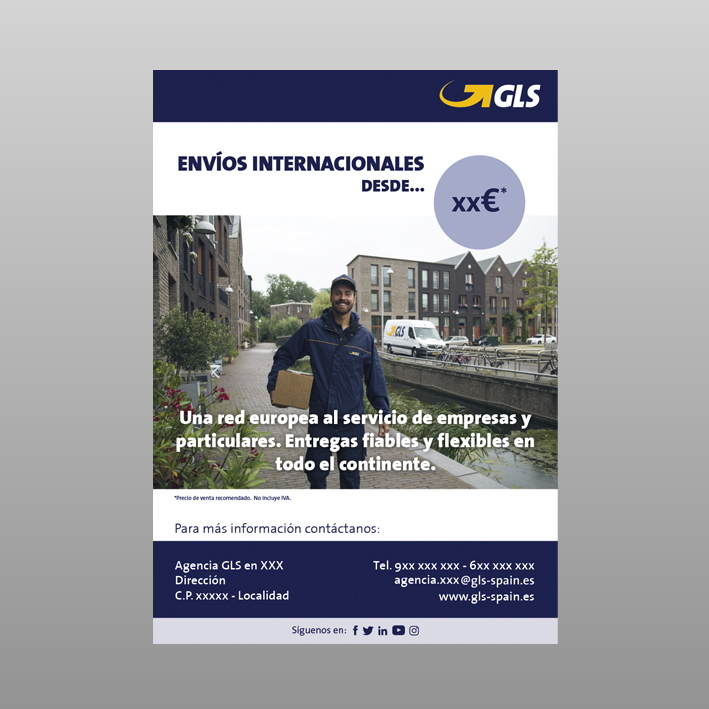 GLS
ENVÍOS INTERNACIONALES
DESDE...
xx€*
GLS
GLS
Una red europea al servicio de empresas y
particulares. Entregas fiables y flexibles en
todo el continente.
*Precio de venta recomendado. No incluye IVA.
Para más información contáctanos:
Agencia GLS en XXX
Dirección
C.P. xxxxx - Localidad
Tel. 9xx xxx xxx - 6xx xxx xxx
agencia.xxx@gls-spain.es
www.gls-spain.es
Síguenos en: